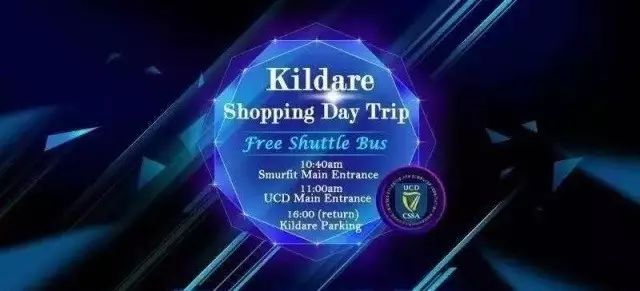 Kildare
Shopping Day Trip
Free Shuttle Bus
10:40am
Smurfit Main Entrance
11:00am
UCD Main Entrance
16:00 (return)
Kildare Parking
UCD
CSSA